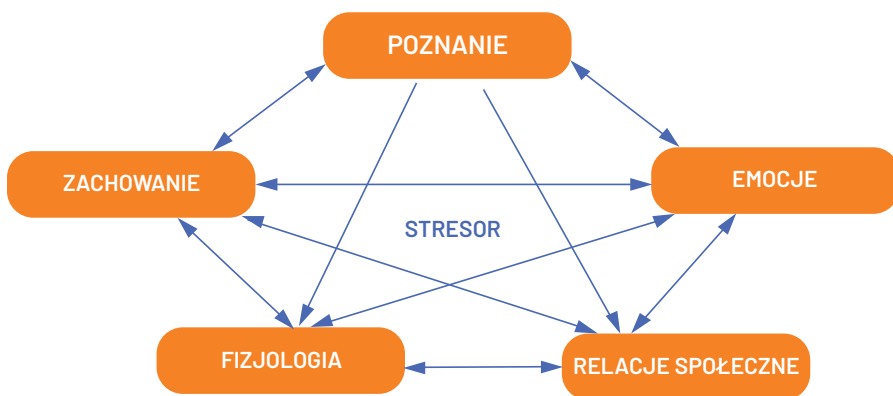 POZNANIE
ZACHOWANIE
EMOCJE
STRESOR
FIZJOLOGIA
RELACJE SPOŁECZNE